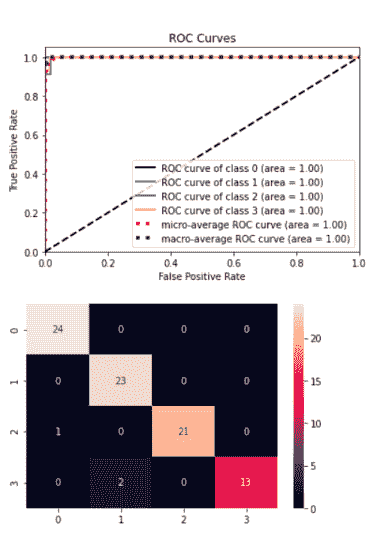 ROC Curves
1.0
0.8
0.6
0.4
0.2
0.0
True Positive Rate
ROC curve of class 0 (area = 1.00)
ROC curve of class 1 (area = 1.00)
ROC curve of class 2 (area = 1.00)
ROC curve of class 3 (area = 1.00)
micro-average ROC curve (area = 1.00)
macro-average ROC curve (area = 1.00)
0.0 0.2 0.4 0.6 0.8 1.0
False Positive Rate
0 24 0 0 0
1 0 23 0 0
2 1 0 21 0
3 0 2 0 13
0 1 2 3
20
15
10
5
0